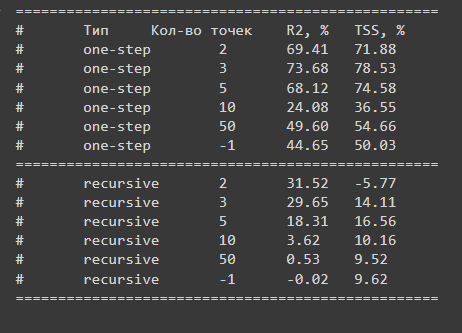 ==================================================
# Тип Кол-во точек R2, % TSS, %
# one-step 2 69.41 71.88
# one-step 3 73.68 78.53
# one-step 5 68.12 74.58
# one-step 10 24.08 36.55
# one-step 50 49.60 54.66
# one-step -1 44.65 50.03
==================================================
# recursive 2 31.52 -5.77
# recursive 3 29.65 14.11
# recursive 5 18.31 16.56
# recursive 10 3.62 10.16
# recursive 50 0.53 9.52
# recursive -1 -0.02 9.62
==================================================